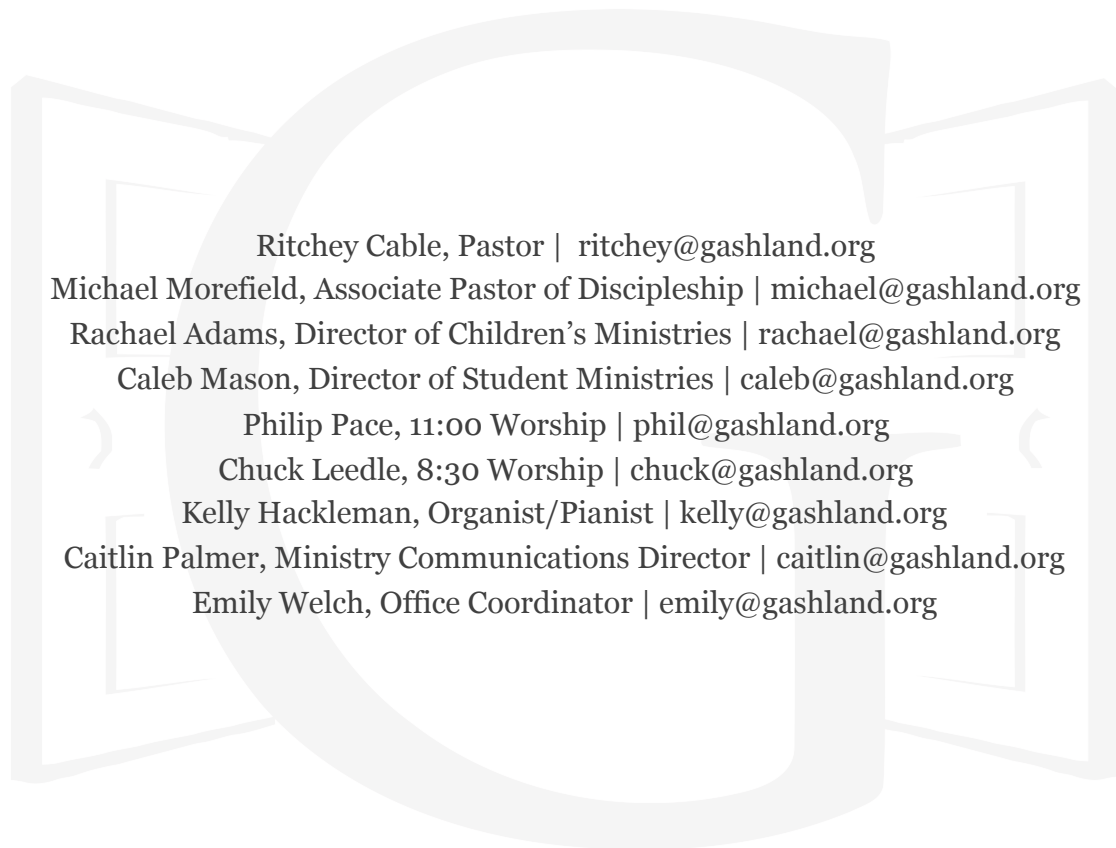 Ritchey Cable, Pastor |  ritchey@gashland.org
Michael Morefield, Associate Pastor of Discipleship | michael@gashland.org
Rachael Adams, Director of Children’s Ministries | rachael@gashland.org
Caleb Mason, Director of Student Ministries | caleb@gashland.org
Philip Pace, 11:00 Worship | phil@gashland.org
Chuck Leedle, 8:30 Worship | chuck@gashland.org
Kelly Hackleman, Organist/Pianist | kelly@gashland.org
Caitlin Palmer, Ministry Communications Director | caitlin@gashland.org
Emily Welch, Office Coordinator | emily@gashland.org
G